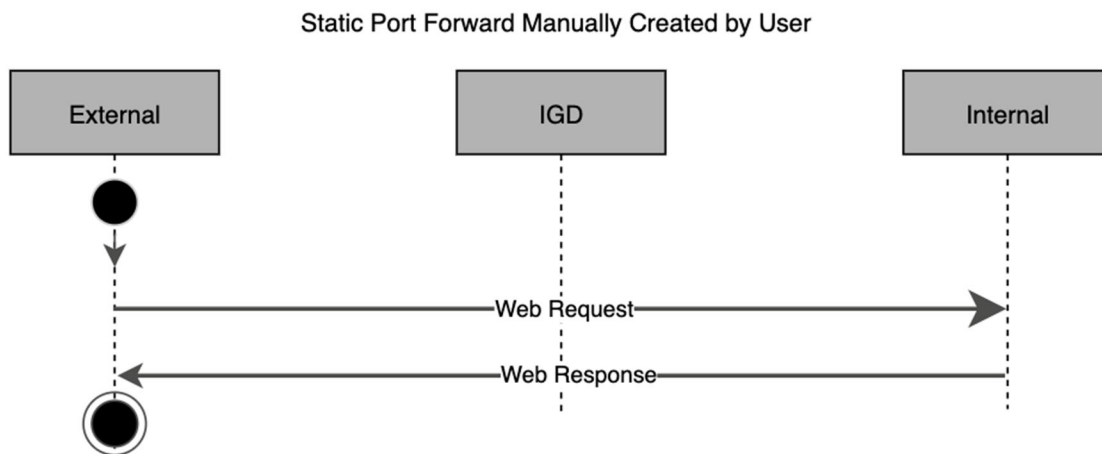 Static Port Forward Manually Created by User
External
IGD
Internal
Web Request
Web Response